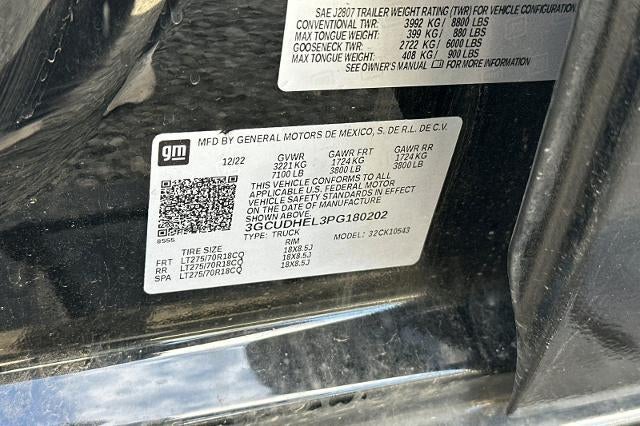 SAE J2807 TRAILER WEIGHT RATING (TWR) FOR VEHICLE CONFIGURATION
CONVENTIONAL TWR: 3992 KG / 8800 LBS
MAX TONGUE WEIGHT: 399 KG / 880 LBS
GOOSENECK TWR: 2722 KG / 6000 LBS
MAX TONGUE WEIGHT: 408 KG / 900 LBS
SEE OWNER'S MANUAL FOR MORE INFORMATION
gm
MFD BY GENERAL MOTORS DE MEXICO, S. DE R.L. DE C.V.
12/22 GVWR GAWR FRT GAWR RR
3221 KG 1724 KG 1724 KG
7100 LB 3800 LB 3800 LB
THIS VEHICLE CONFORMS TO ALL
APPLICABLE U.S. FEDERAL MOTOR
VEHICLE SAFETY STANDARDS IN EFFECT
ON THE DATE OF MANUFACTURE
SHOWN ABOVE.
3GCUDHEL3PG180202
TYPE: TRUCK MODEL: 32CK10543
8555
TIRE SIZE RIM
FRT LT275/70R18CQ 18X8.5J
RR LT275/70R18CQ 18X8.5J
SPA LT275/70R18CQ 18X8.5J